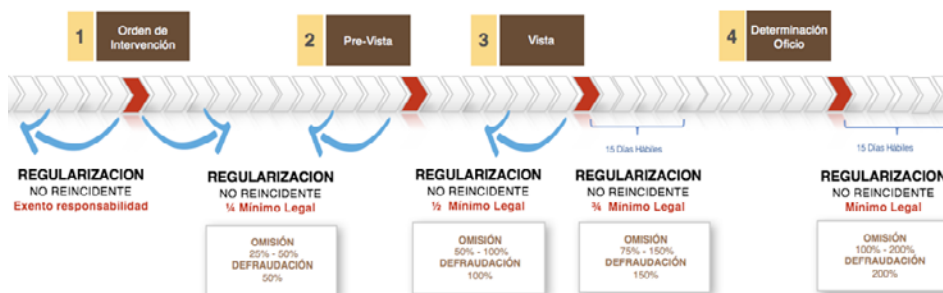 1
Orden de
Intervención
2
Pre-Vista
3
Vista
4
Determinación
Oficio
15 Días Hábiles
15 Días Hábiles
REGULARIZACION
NO REINCIDENTE
Exento responsabilidad
REGULARIZACION
NO REINCIDENTE
¼ Mínimo Legal
OMISIÓN
25% - 50%
DEFRAUDACIÓN
50%
REGULARIZACION
NO REINCIDENTE
½ Mínimo Legal
OMISIÓN
50% - 100%
DEFRAUDACIÓN
100%
REGULARIZACION
NO REINCIDENTE
¾ Mínimo Legal
OMISIÓN
75% - 150%
DEFRAUDACIÓN
150%
REGULARIZACION
NO REINCIDENTE
Mínimo Legal
OMISIÓN
100% - 200%
DEFRAUDACIÓN
200%